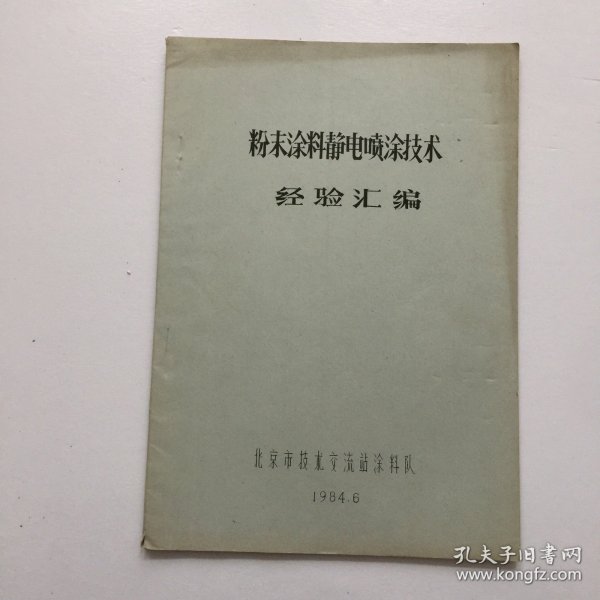 粉末涂料静电喷涂技术
经验汇编
北京市技术交流站涂料队
1984.6
孔夫子旧书网
www.kongfz.com